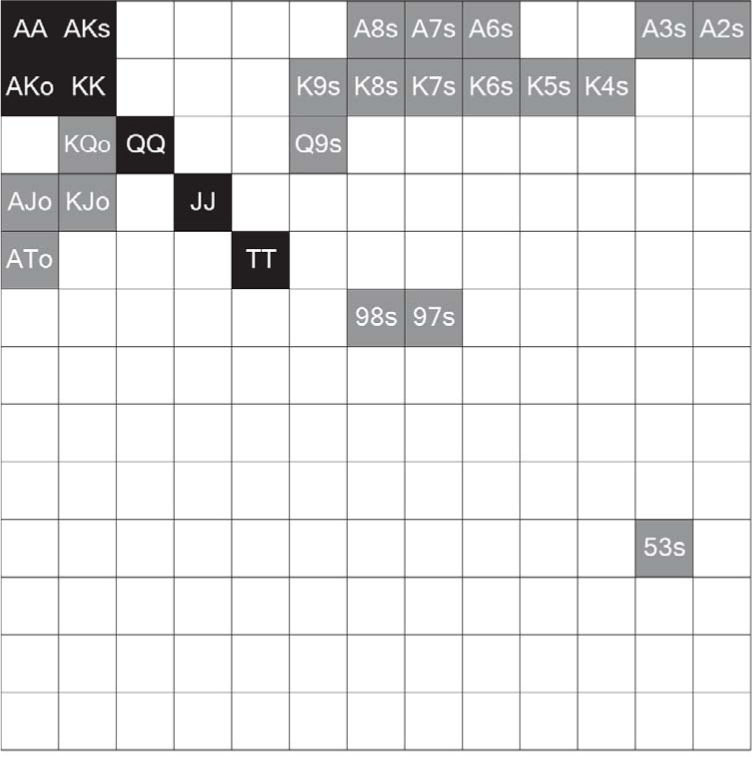 AA AKs A8s A7s A6s A3s A2s
AKo KK K9s K8s K7s K6s K5s K4s
KQo QQ Q9s
AJo KJo JJ
ATo TT
98s 97s
53s